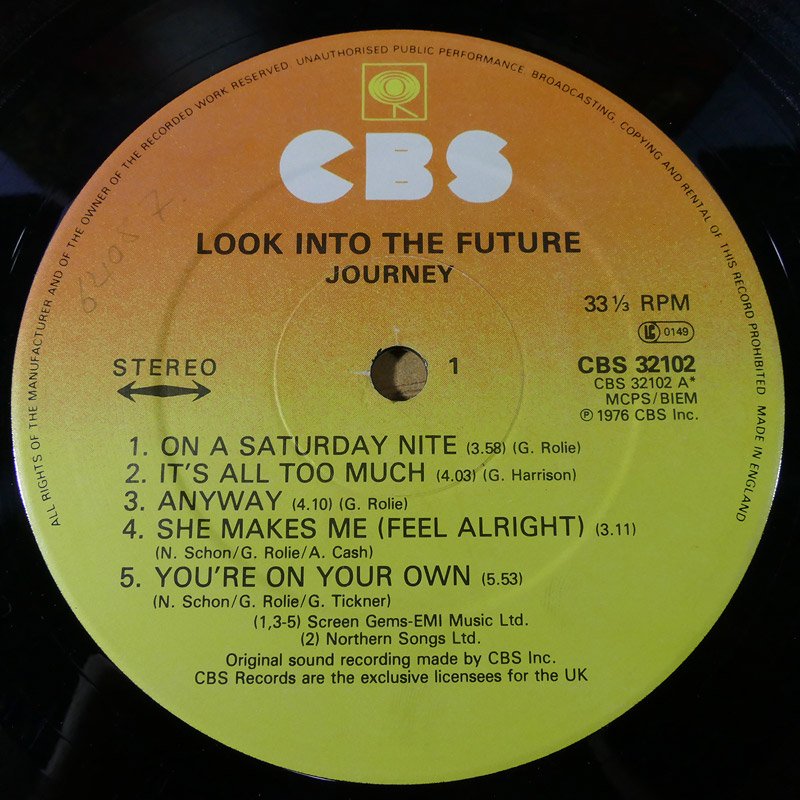 ALL RIGHTS OF THE MANUFACTURER AND OF THE OWNER OF THE RECORDED WORK RESERVED. UNAUTHORISED PUBLIC PERFORMANCE, BROADCASTING, COPYING AND RENTAL OF THIS RECORD PROHIBITED. MADE IN ENGLAND
CBS
LOOK INTO THE FUTURE
JOURNEY
33⅓ RPM
LC 0149
STEREO
1
CBS 32102
CBS 32102 A*
MCPS/BIEM
℗ 1976 CBS Inc.
1. ON A SATURDAY NITE (3.58) (G. Rolie)
2. IT'S ALL TOO MUCH (4.03) (G. Harrison)
3. ANYWAY (4.10) (G. Rolie)
4. SHE MAKES ME (FEEL ALRIGHT) (3.11)
(N. Schon/G. Rolie/A. Cash)
5. YOU'RE ON YOUR OWN (5.53)
(N. Schon/G. Rolie/G. Tickner)
(1,3-5) Screen Gems-EMI Music Ltd.
(2) Northern Songs Ltd.
Original sound recording made by CBS Inc.
CBS Records are the exclusive licensees for the UK